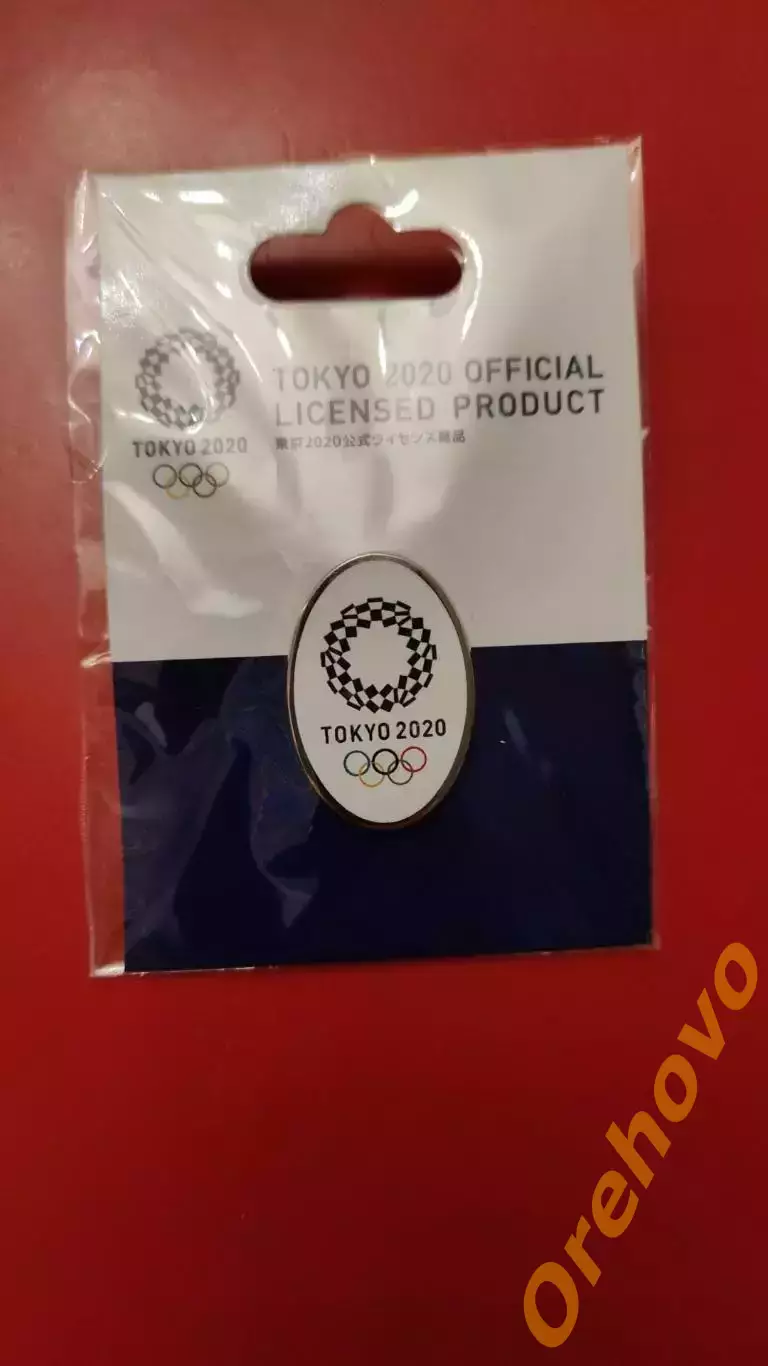 TOKYO 2020 OFFICIAL
LICENSED PRODUCT
東京2020公式ライセンス商品
TOKYO 2020
TOKYO 2020
Orehovo